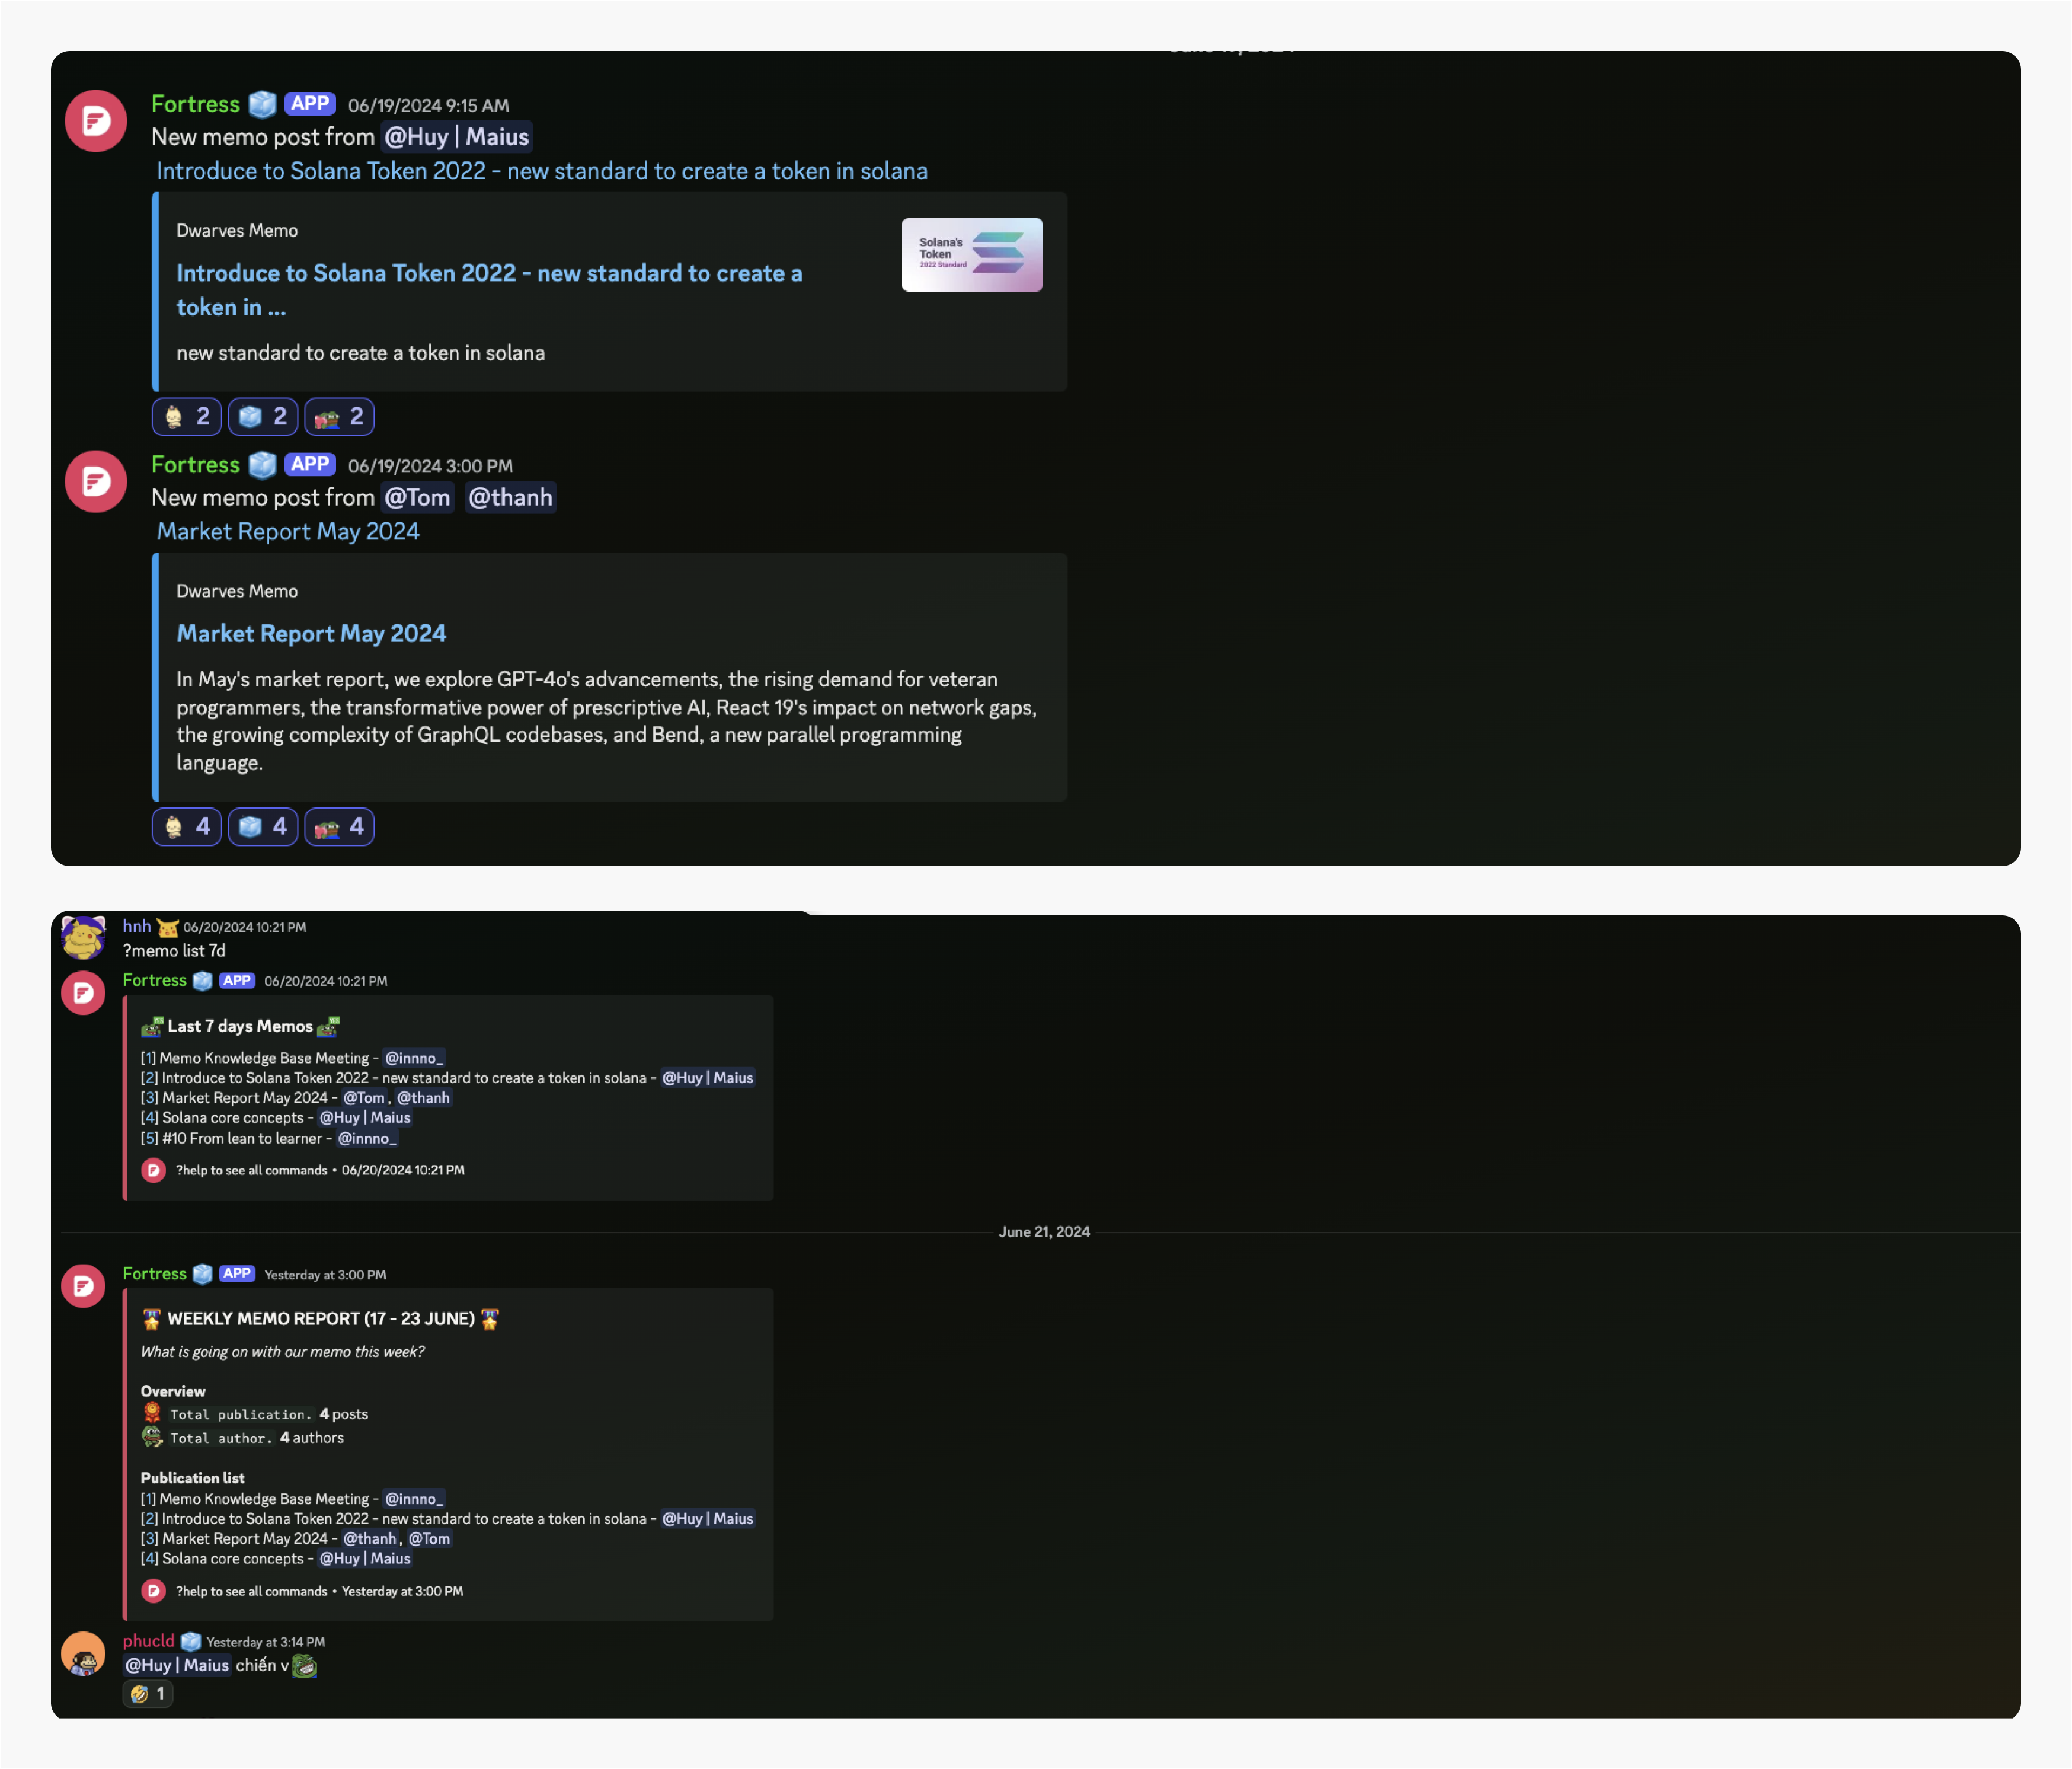 Fortress APP 06/19/2024 9:15 AM
New memo post from @Huy | Maius
Introduce to Solana Token 2022 - new standard to create a token in solana
Dwarves Memo
Introduce to Solana Token 2022 - new standard to create a
token in ...
new standard to create a token in solana
Solana's
Token
2022 Standard
2 2 2
Fortress APP 06/19/2024 3:00 PM
New memo post from @Tom @thanh
Market Report May 2024
Dwarves Memo
Market Report May 2024
In May's market report, we explore GPT-4o's advancements, the rising demand for veteran
programmers, the transformative power of prescriptive AI, React 19's impact on network gaps,
the growing complexity of GraphQL codebases, and Bend, a new parallel programming
language.
4 4 4
hnh 06/20/2024 10:21 PM
?memo list 7d
Fortress APP 06/20/2024 10:21 PM
Last 7 days Memos
[1] Memo Knowledge Base Meeting - @innno_
[2] Introduce to Solana Token 2022 - new standard to create a token in solana - @Huy | Maius
[3] Market Report May 2024 - @Tom, @thanh
[4] Solana core concepts - @Huy | Maius
[5] #10 From lean to learner - @innno_
?help to see all commands • 06/20/2024 10:21 PM
June 21, 2024
Fortress APP Yesterday at 3:00 PM
WEEKLY MEMO REPORT (17 - 23 JUNE)
What is going on with our memo this week?
Overview
Total publication. 4 posts
Total author. 4 authors
Publication list
[1] Memo Knowledge Base Meeting - @innno_
[2] Introduce to Solana Token 2022 - new standard to create a token in solana - @Huy | Maius
[3] Market Report May 2024 - @thanh, @Tom
[4] Solana core concepts - @Huy | Maius
?help to see all commands • Yesterday at 3:00 PM
phucld Yesterday at 3:14 PM
@Huy | Maius chiến v
1